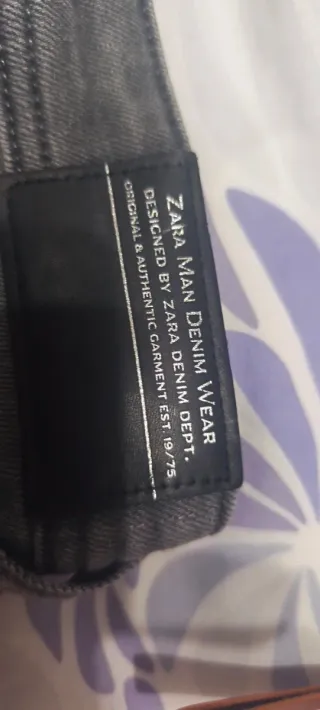 ZARA MAN DENIM WEAR
DESIGNED BY ZARA DENIM DEPT.
ORIGINAL & AUTHENTIC GARMENT EST. 19/75